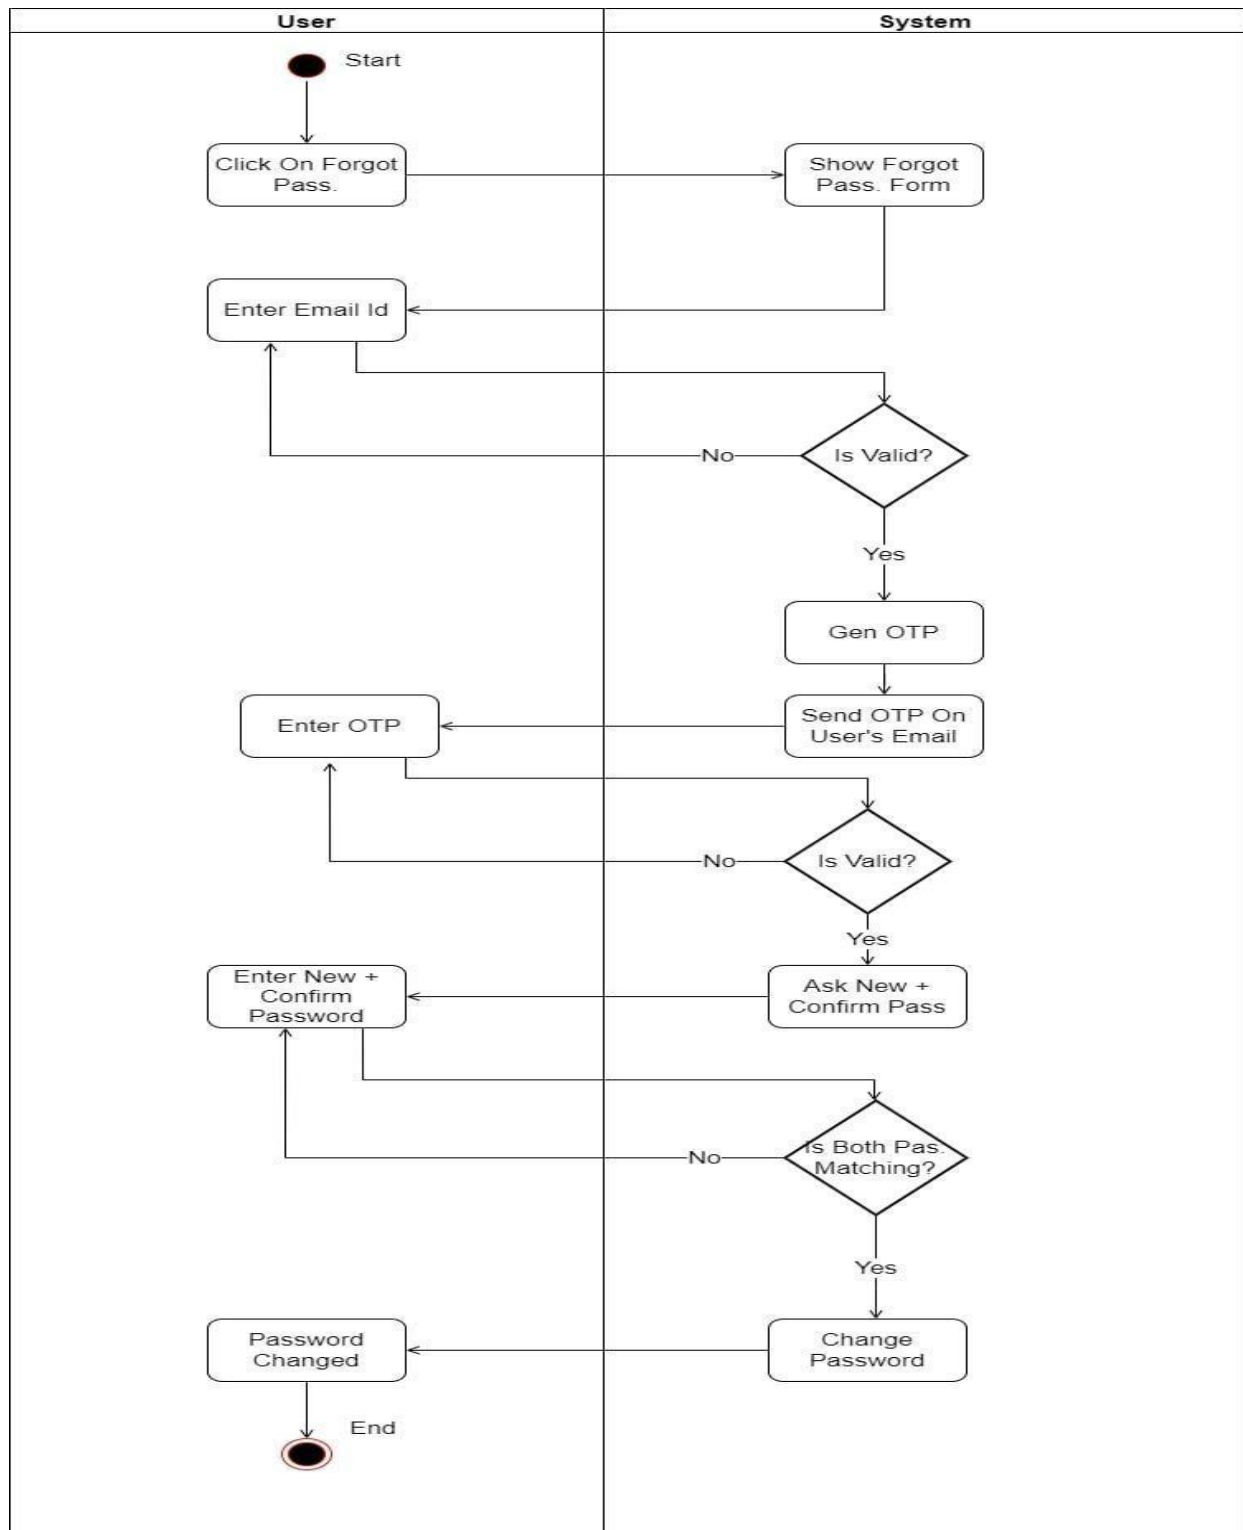 User
System
Start
Click On Forgot
Pass.
Show Forgot
Pass. Form
Enter Email Id
Is Valid?
No
Yes
Gen OTP
Send OTP On
User's Email
Enter OTP
Is Valid?
No
Yes
Ask New +
Confirm Pass
Enter New +
Confirm
Password
Is Both Pas.
Matching?
No
Yes
Change
Password
Password
Changed
End